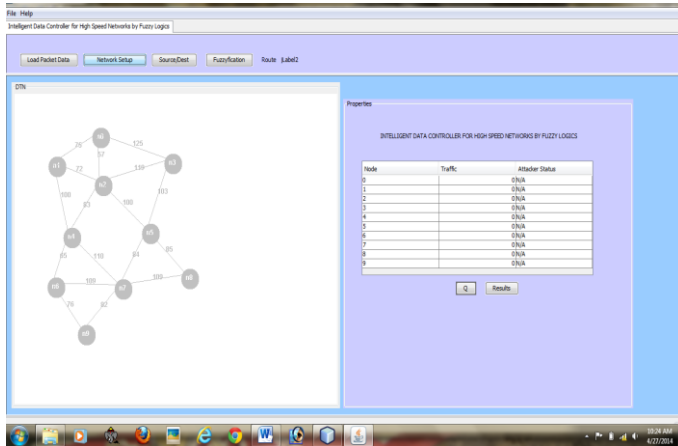 File Help
Intelligent Data Controller for High Speed Networks by Fuzzy Logics
Load Packet Data Network Setup Source/Dest Fuzzyfication Route jLabel2
DTN
n6
75 57 125
n1 72 119 n3
n2
108 83 108 103
n4 n5
95 110 84 85
n8 109 n7 109 n8
76 82
n9
Properties
INTELLIGENT DATA CONTROLLER FOR HIGH SPEED NETWORKS BY FUZZY LOGICS
Node Traffic Attacker Status
0 0 N/A
1 0 N/A
2 0 N/A
3 0 N/A
4 0 N/A
5 0 N/A
6 0 N/A
7 0 N/A
8 0 N/A
9 0 N/A
Q Results
10:24 AM
4/27/2014